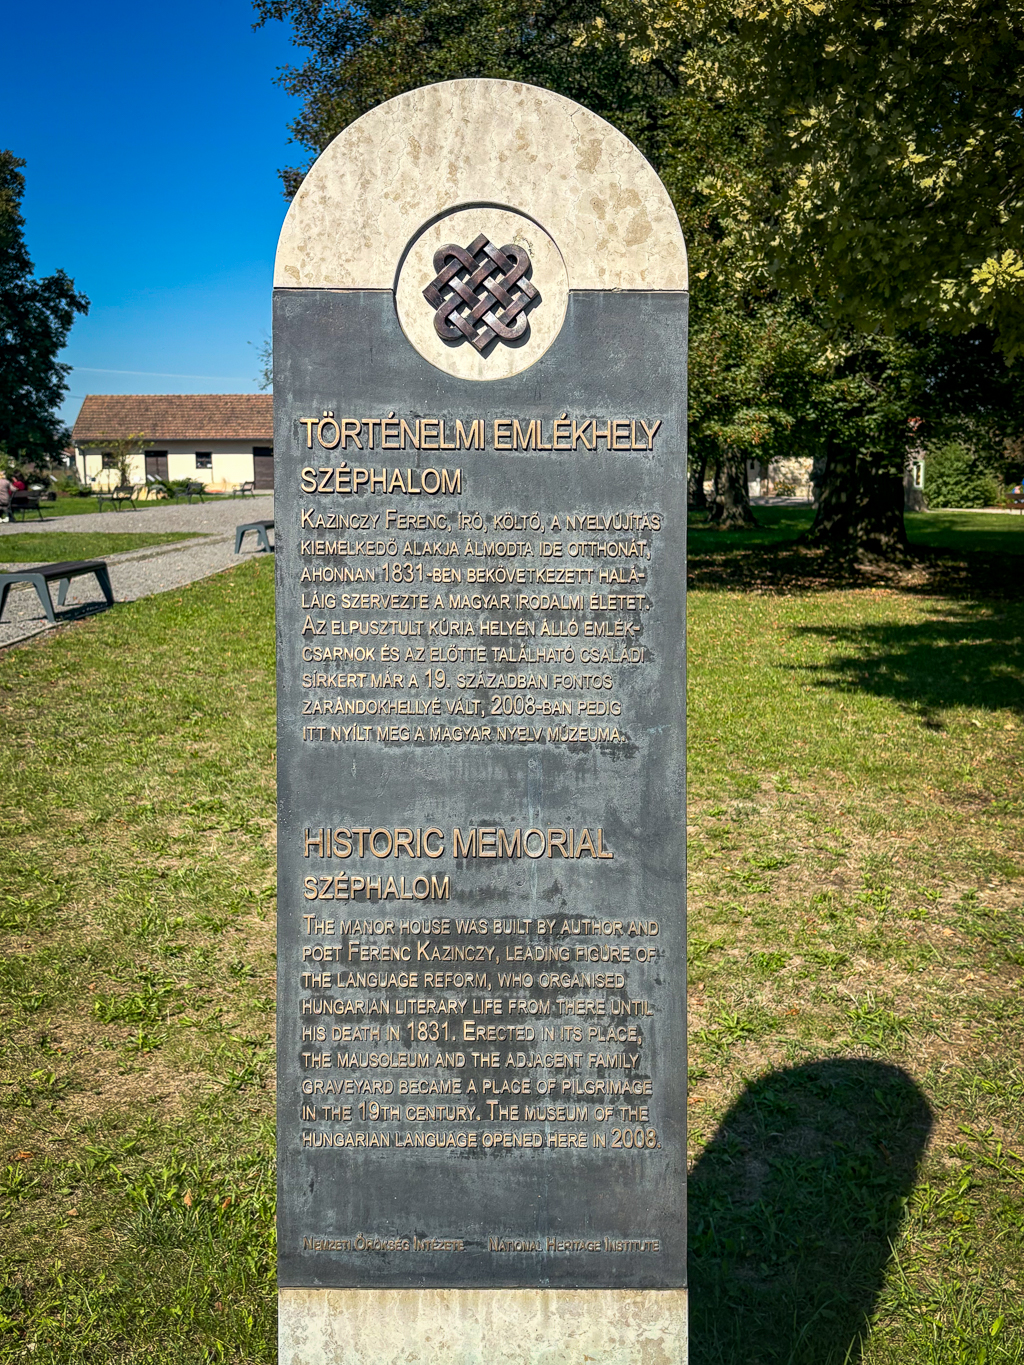 TÖRTÉNELMI EMLÉKHELY
SZÉPHALOM
KAZINCZY FERENC, ÍRÓ, KÖLTŐ, A NYELVÚJÍTÁS
KIEMELKEDŐ ALAKJA ÁLMODTA IDE OTTHONÁT,
AHONNAN 1831-BEN BEKÖVETKEZETT HALÁ-
LÁIG SZERVEZTE A MAGYAR IRODALMI ÉLETET.
AZ ELPUSZTULT KÚRIA HELYÉN ÁLLÓ EMLÉK-
CSARNOK ÉS AZ ELŐTTE TALÁLHATÓ CSALÁDI
SÍRKERT MÁR A 19. SZÁZADBAN FONTOS
ZARÁNDOKHELLYÉ VÁLT, 2008-BAN PEDIG
ITT NYÍLT MEG A MAGYAR NYELV MÚZEUMA.
HISTORIC MEMORIAL
SZÉPHALOM
THE MANOR HOUSE WAS BUILT BY AUTHOR AND
POET FERENC KAZINCZY, LEADING FIGURE OF
THE LANGUAGE REFORM, WHO ORGANISED
HUNGARIAN LITERARY LIFE FROM THERE UNTIL
HIS DEATH IN 1831. ERECTED IN ITS PLACE,
THE MAUSOLEUM AND THE ADJACENT FAMILY
GRAVEYARD BECAME A PLACE OF PILGRIMAGE
IN THE 19TH CENTURY. THE MUSEUM OF THE
HUNGARIAN LANGUAGE OPENED HERE IN 2008.
NEMZETI ÖRÖKSÉG INTÉZETE NATIONAL HERITAGE INSTITUTE